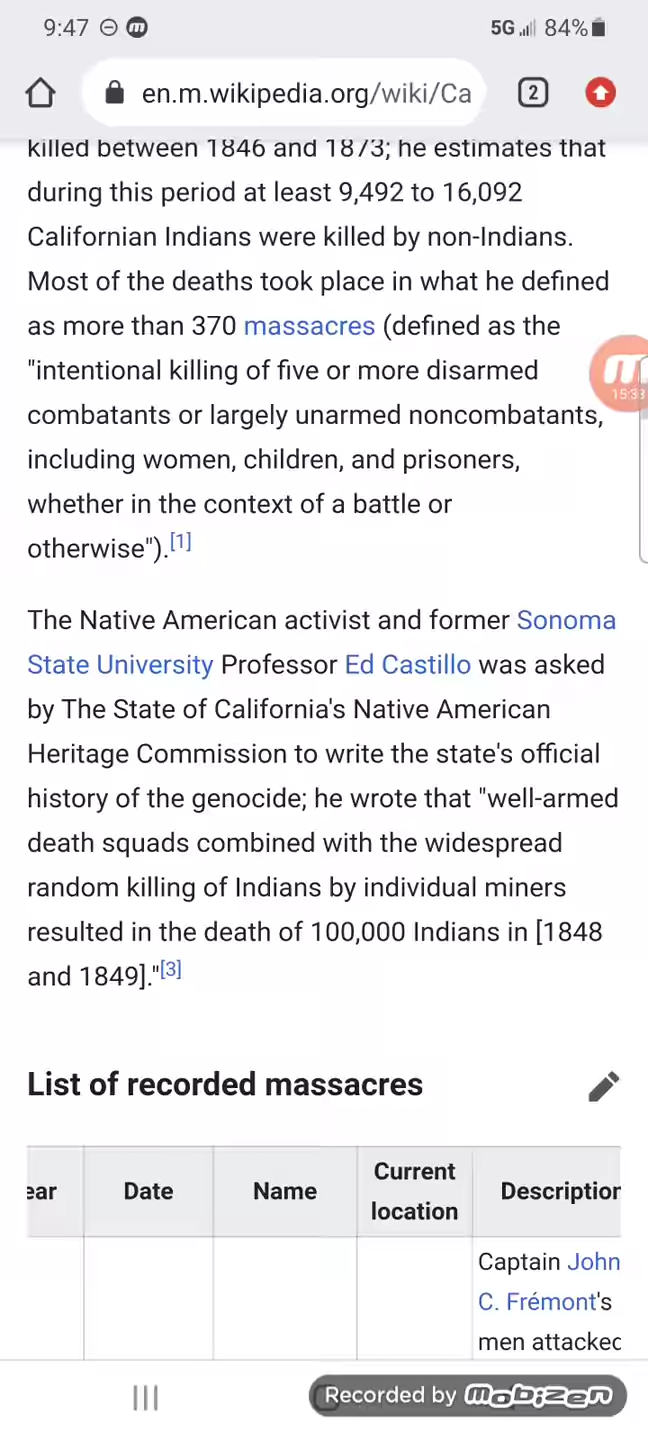 9:47
5G 84%
en.m.wikipedia.org/wiki/Ca
2
killed between 1846 and 1873; he estimates that
during this period at least 9,492 to 16,092
Californian Indians were killed by non-Indians.
Most of the deaths took place in what he defined
as more than 370 massacres (defined as the
"intentional killing of five or more disarmed
15:33
combatants or largely unarmed noncombatants,
including women, children, and prisoners,
whether in the context of a battle or
otherwise").[1]
The Native American activist and former Sonoma
State University Professor Ed Castillo was asked
by The State of California's Native American
Heritage Commission to write the state's official
history of the genocide; he wrote that "well-armed
death squads combined with the widespread
random killing of Indians by individual miners
resulted in the death of 100,000 Indians in [1848
and 1849]."[3]
List of recorded massacres
ear Date Name Current location Description
Captain John
C. Frémont's
men attacked
Recorded by mobizen